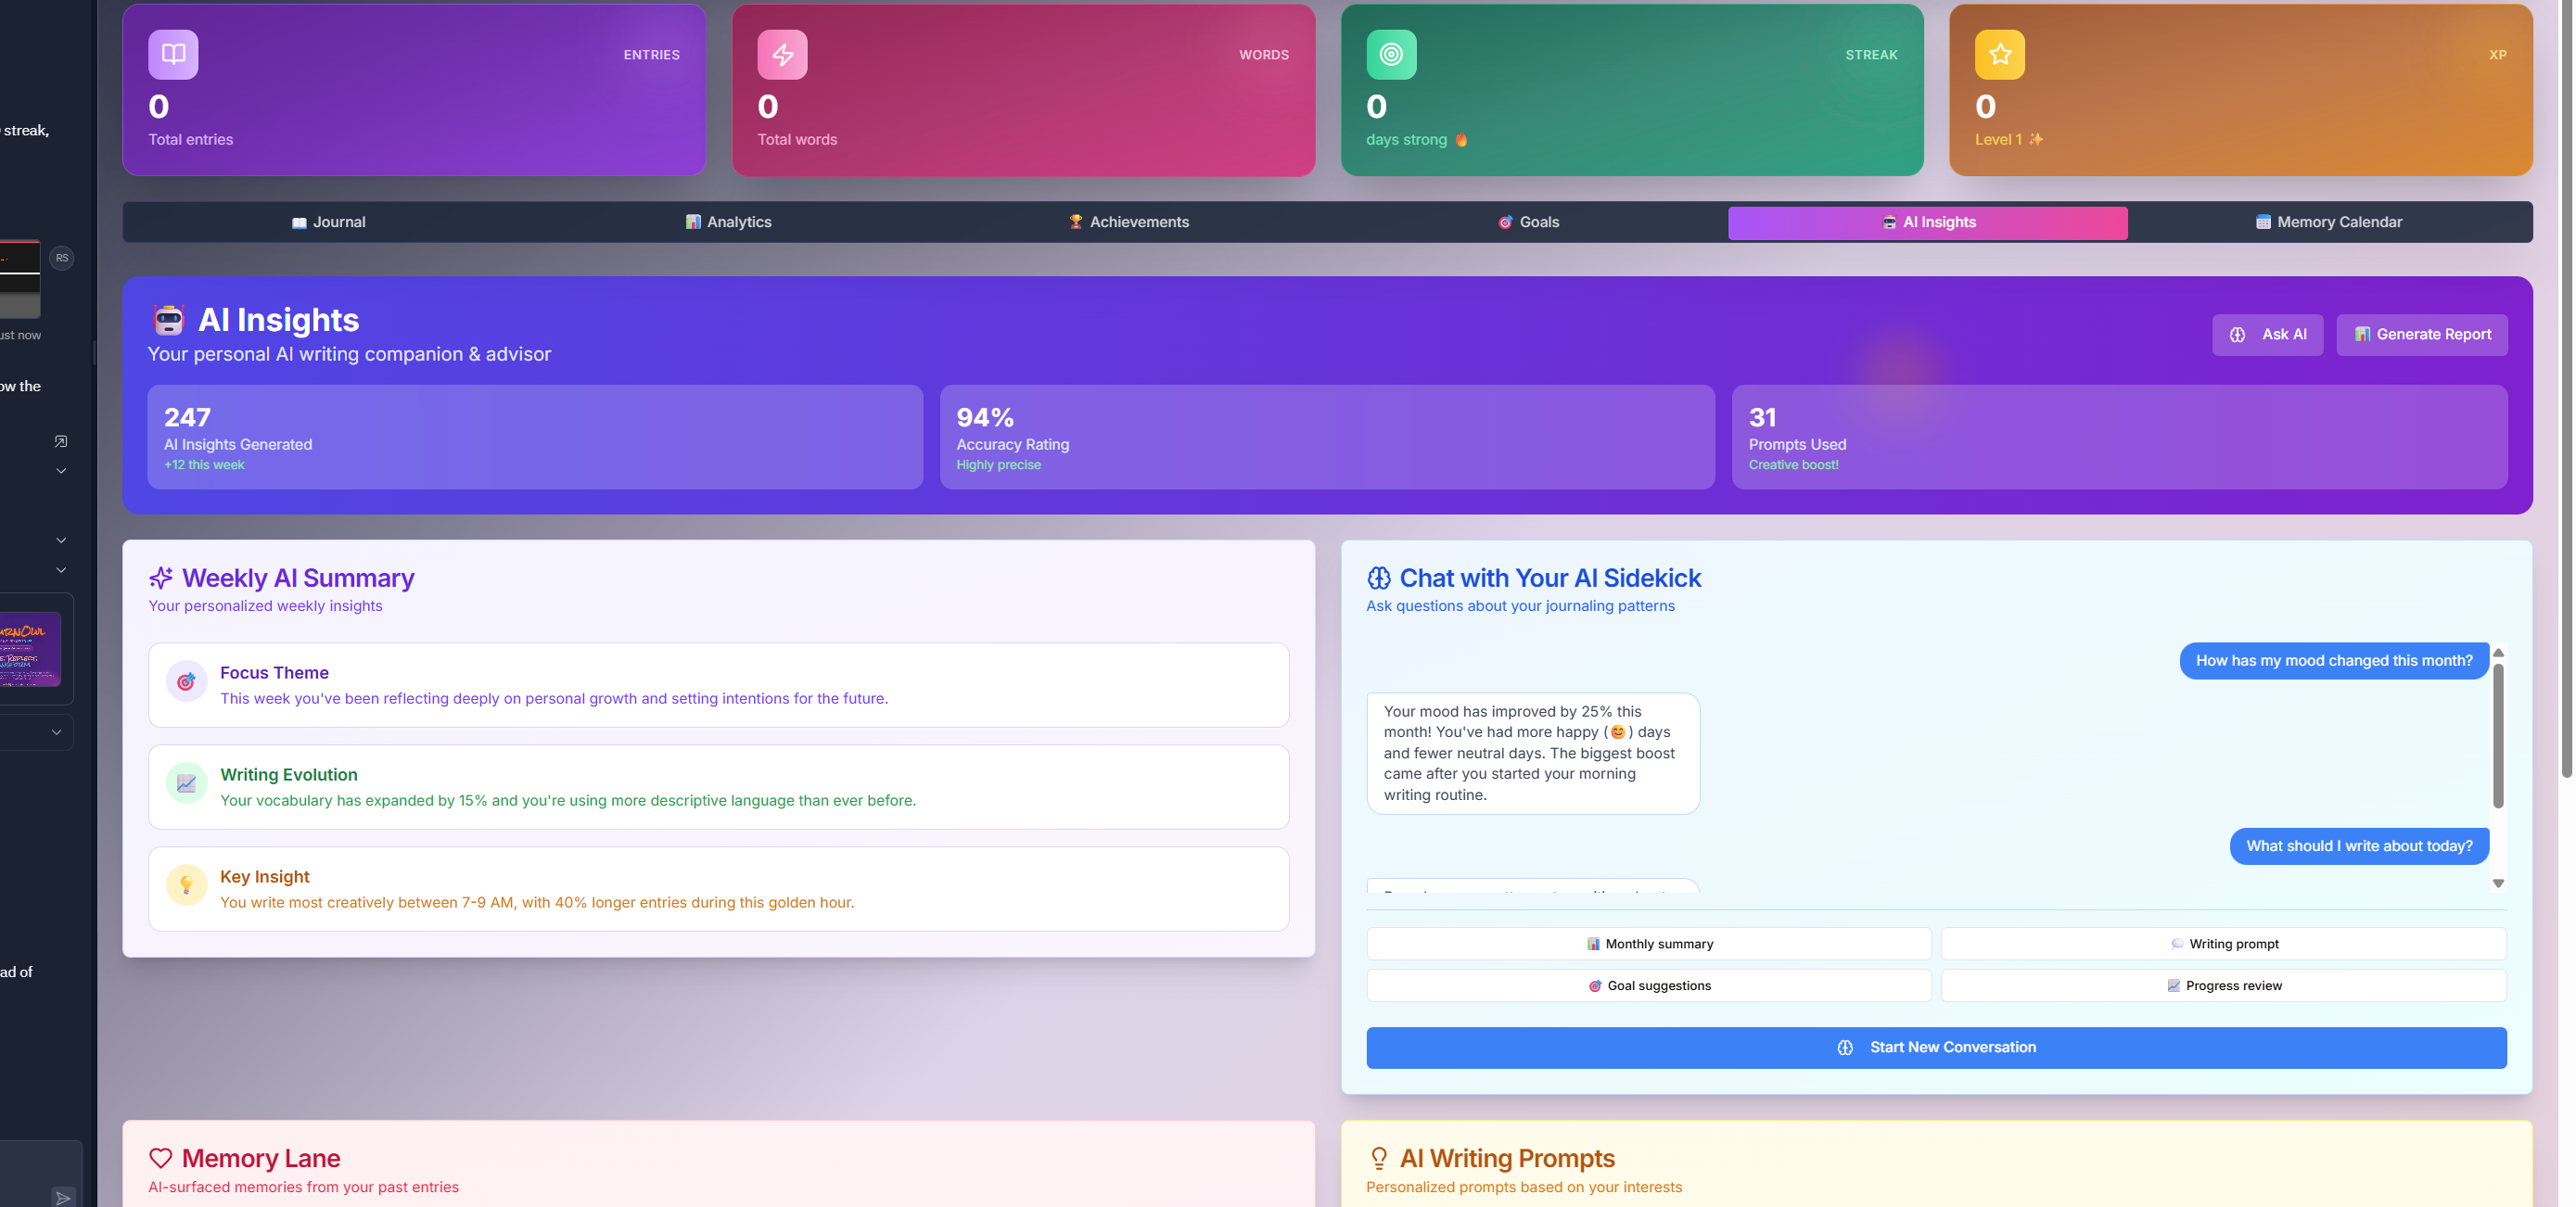 ENTRIES
0
Total entries
WORDS
0
Total words
STREAK
0
days strong 🔥
XP
0
Level 1 ✨
streak,
RS
ust now
ow the
ad of
📖 Journal
📊 Analytics
🏆 Achievements
🎯 Goals
🤖 AI Insights
📅 Memory Calendar
🤖 AI Insights
Your personal AI writing companion & advisor
Ask AI
📊 Generate Report
247
AI Insights Generated
+12 this week
94%
Accuracy Rating
Highly precise
31
Prompts Used
Creative boost!
Weekly AI Summary
Your personalized weekly insights
Focus Theme
This week you've been reflecting deeply on personal growth and setting intentions for the future.
Writing Evolution
Your vocabulary has expanded by 15% and you're using more descriptive language than ever before.
Key Insight
You write most creatively between 7-9 AM, with 40% longer entries during this golden hour.
Chat with Your AI Sidekick
Ask questions about your journaling patterns
How has my mood changed this month?
Your mood has improved by 25% this
month! You've had more happy (😊) days
and fewer neutral days. The biggest boost
came after you started your morning
writing routine.
What should I write about today?
📊 Monthly summary
💭 Writing prompt
🎯 Goal suggestions
📈 Progress review
Start New Conversation
Memory Lane
AI-surfaced memories from your past entries
AI Writing Prompts
Personalized prompts based on your interests